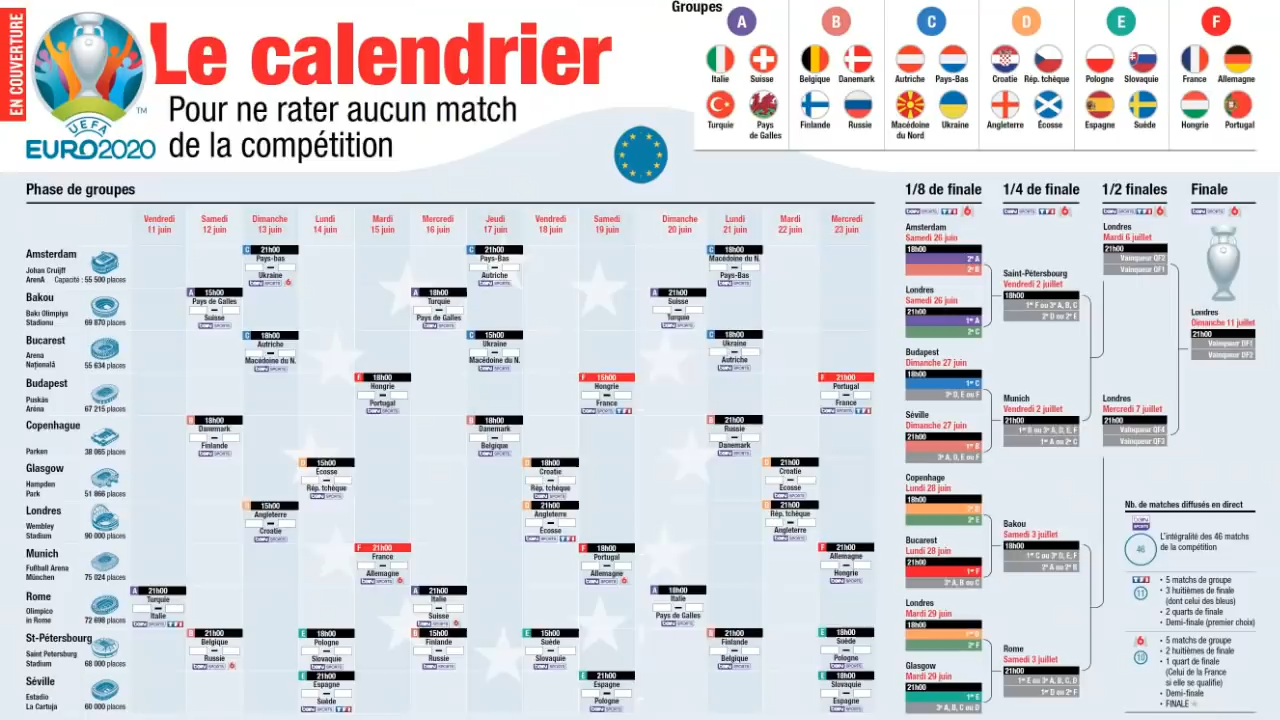 EN COUVERTURE
UEFA
EURO2020
TM
Le calendrier
Pour ne rater aucun match
de la compétition
Groupes
A
B
C
D
E
F
Italie Suisse
Belgique Danemark
Autriche Pays-Bas
Croatie Rép. tchèque
Pologne Slovaquie
France Allemagne
Turquie Pays de Galles
Finlande Russie
Macédoine du Nord Ukraine
Angleterre Écosse
Espagne Suède
Hongrie Portugal
Phase de groupes
Vendredi 11 juin
Samedi 12 juin
Dimanche 13 juin
Lundi 14 juin
Mardi 15 juin
Mercredi 16 juin
Jeudi 17 juin
Vendredi 18 juin
Samedi 19 juin
Dimanche 20 juin
Lundi 21 juin
Mardi 22 juin
Mercredi 23 juin
Amsterdam
Johan Cruijff
ArenA Capacité : 55 500 places
C 21h00
Pays-bas
Ukraine
C 21h00
Pays-Bas
Autriche
C 18h00
Macédoine du N.
Pays-Bas
Bakou
Bakı Olimpiya
Stadionu 69 870 places
A 15h00
Pays de Galles
Suisse
A 18h00
Turquie
Pays de Galles
A 21h00
Suisse
Turquie
Bucarest
Arena
Națională 55 634 places
C 18h00
Autriche
Macédoine du N.
C 15h00
Ukraine
Macédoine du N.
C 18h00
Ukraine
Autriche
Budapest
Puskás
Aréna 67 215 places
F 18h00
Hongrie
Portugal
F 15h00
Hongrie
France
F 21h00
Portugal
France
Copenhague
Parken 38 065 places
B 18h00
Danemark
Finlande
B 18h00
Danemark
Belgique
B 21h00
Russie
Danemark
Glasgow
Hampden
Park 51 866 places
D 15h00
Écosse
Rép. tchèque
D 18h00
Croatie
Rép. tchèque
D 21h00
Croatie
Ecosse
Londres
Wembley
Stadium 90 000 places
D 15h00
Angleterre
Croatie
D 21h00
Angleterre
Écosse
D 21h00
Rép. tchèque
Angleterre
Munich
Fußball Arena
München 75 024 places
F 21h00
France
Allemagne
F 18h00
Portugal
Allemagne
F 21h00
Allemagne
Hongrie
Rome
Olimpico
in Rome 72 698 places
A 21h00
Turquie
Italie
A 21h00
Italie
Suisse
A 18h00
Italie
Pays de Galles
St-Pétersbourg
Saint Petersburg
Stadium 68 000 places
B 21h00
Belgique
Russie
E 18h00
Pologne
Slovaquie
B 15h00
Finlande
Russie
E 15h00
Suède
Slovaquie
B 21h00
Finlande
Belgique
E 18h00
Suède
Pologne
Séville
Estadio
La Cartuja 60 000 places
E 21h00
Espagne
Suède
E 21h00
Espagne
Pologne
E 18h00
Slovaquie
Espagne
1/8 de finale
Amsterdam
Samedi 26 juin
18h00
2e A
2e B
Londres
Samedi 26 juin
21h00
1er A
2e C
Budapest
Dimanche 27 juin
18h00
1er C
3e D, E ou F
Séville
Dimanche 27 juin
21h00
1er B
3e A, D, E ou F
Copenhage
Lundi 28 juin
18h00
2e D
2e E
Bucarest
Lundi 28 juin
21h00
1er F
3e A, B ou C
Londres
Mardi 29 juin
18h00
1er D
2e F
Glasgow
Mardi 29 juin
21h00
1er E
3e A, B, C ou D
1/4 de finale
Saint-Pétersbourg
Vendredi 2 juillet
18h00
1er F ou 3e A, B, C
2e D ou 2e E
Munich
Vendredi 2 juillet
21h00
1er B ou 3e A, D, E, F
1er A ou 2e C
Bakou
Samedi 3 juillet
18h00
1er C ou 3e D, E, F
2e A ou 2e B
Rome
Samedi 3 juillet
21h00
1er E ou 3e A, B, C, D
1er D ou 2e F
1/2 finales
Londres
Mardi 6 juillet
21h00
Vainqueur QF2
Vainqueur QF1
Londres
Mercredi 7 juillet
21h00
Vainqueur QF4
Vainqueur QF3
Finale
Londres
Dimanche 11 juillet
21h00
Vainqueur DF1
Vainqueur DF2
Nb. de matches diffusés en direct
beIN SPORTS
46
L'intégralité des 46 matchs
de la compétition
TF1
11
• 5 matchs de groupe
• 3 huitièmes de finale
(dont celui des bleus)
• 2 quarts de finale
• Demi-finale (premier choix)
6
10
• 5 matchs de groupe
• 2 huitièmes de finale
• 1 quart de finale
(Celui de la France
si elle se qualifie)
• Demi-finale
• FINALE